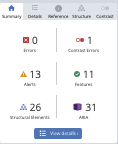 Summary Details Reference Structure Contrast
0 1
Errors Contrast Errors
13 11
Alerts Features
26 31
Structural Elements ARIA
View details ›